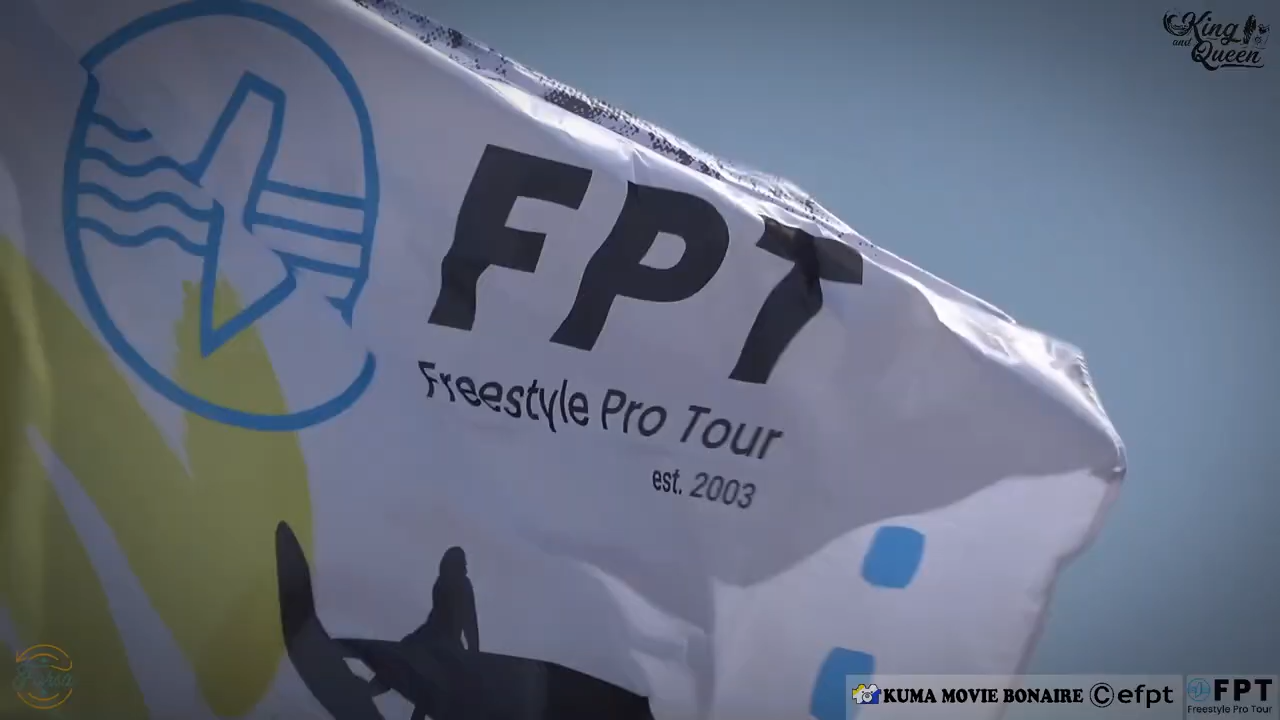 King
and
Queen
FPT
Freestyle Pro Tour
est. 2003
KUMA MOVIE BONAIRE ©efpt
FPT
Freestyle Pro Tour